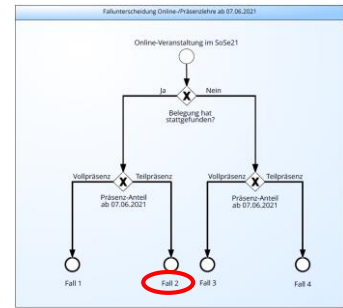 Fallunterscheidung Online-/Präsenzlehre ab 07.06.2021
Online-Veranstaltung im SoSe21
Ja
Nein
Belegung hat
stattgefunden?
Vollpräsenz
Teilpräsenz
Vollpräsenz
Teilpräsenz
Präsenz-Anteil
ab 07.06.2021
Präsenz-Anteil
ab 07.06.2021
Fall 1
Fall 2
Fall 3
Fall 4